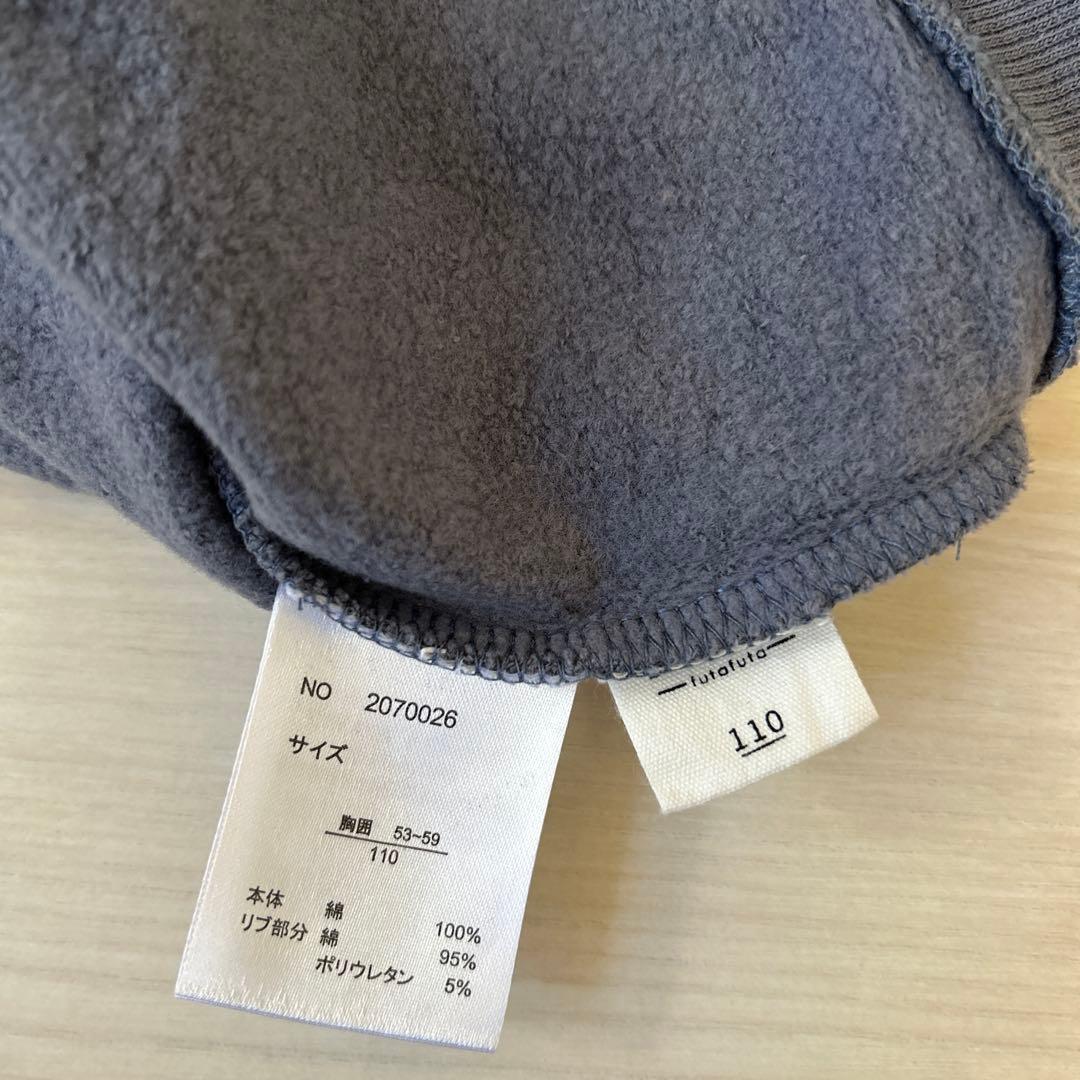 NO 2070026
サイズ
胸囲 53~59
110
本体 綿 100%
リブ部分 綿 95%
ポリウレタン 5%
futafuta
110